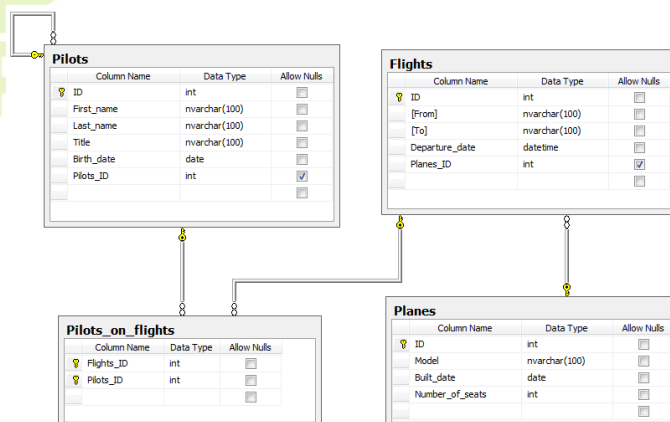 Pilots
Column Name Data Type Allow Nulls
ID int
First_name nvarchar(100)
Last_name nvarchar(100)
Title nvarchar(100)
Birth_date date
Pilots_ID int
Flights
Column Name Data Type Allow Nulls
ID int
[From] nvarchar(100)
[To] nvarchar(100)
Departure_date datetime
Planes_ID int
Pilots_on_flights
Column Name Data Type Allow Nulls
Flights_ID int
Pilots_ID int
Planes
Column Name Data Type Allow Nulls
ID int
Model nvarchar(100)
Built_date date
Number_of_seats int